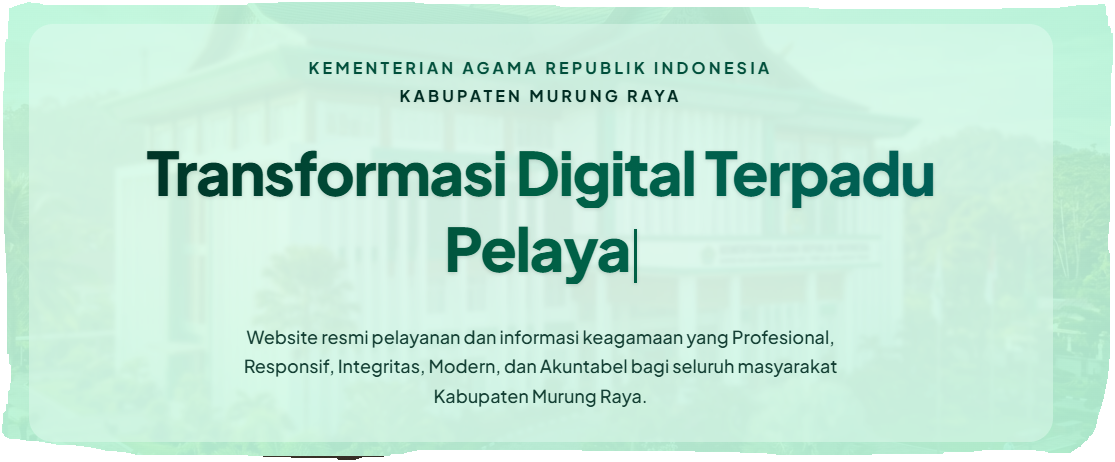 KEMENTERIAN AGAMA REPUBLIK INDONESIA
KABUPATEN MURUNG RAYA
Transformasi Digital Terpadu
Pelaya
Website resmi pelayanan dan informasi keagamaan yang Profesional,
Responsif, Integritas, Modern, dan Akuntabel bagi seluruh masyarakat
Kabupaten Murung Raya.